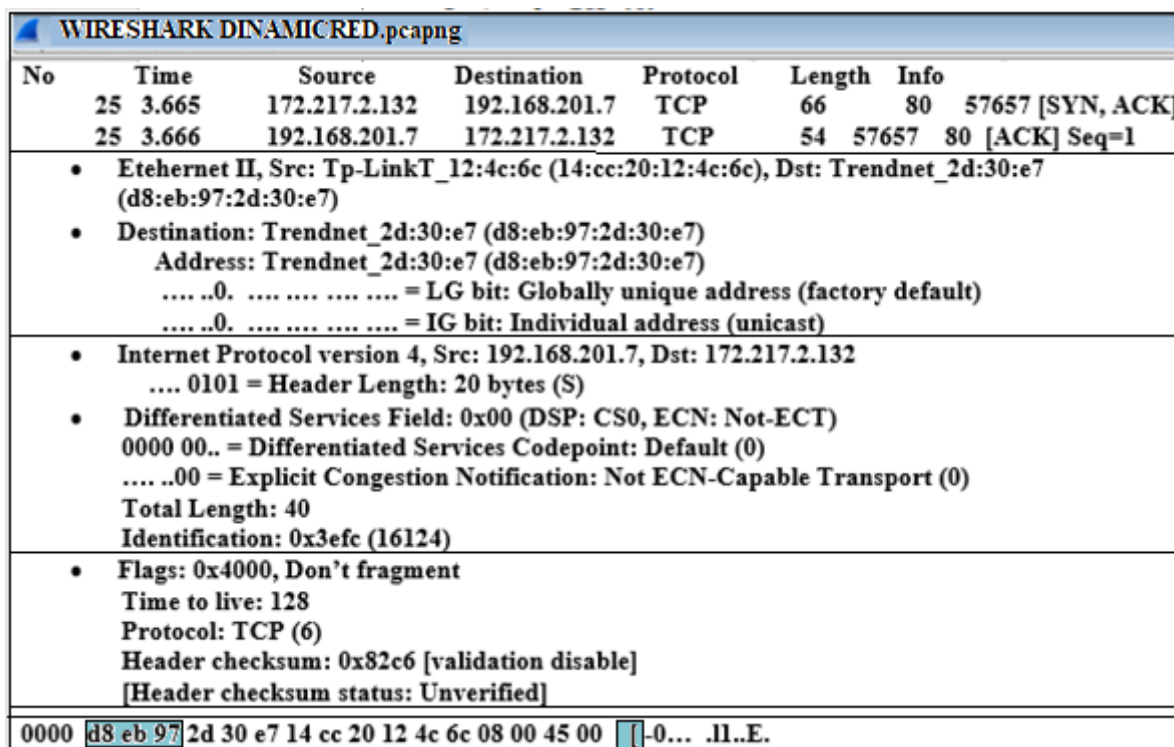 WIRESHARK DINAMICRED.pcapng
No Time Source Destination Protocol Length Info
25 3.665 172.217.2.132 192.168.201.7 TCP 66 80 57657 [SYN, ACK]
25 3.666 192.168.201.7 172.217.2.132 TCP 54 57657 80 [ACK] Seq=1
• Etehernet II, Src: Tp-LinkT_12:4c:6c (14:cc:20:12:4c:6c), Dst: Trendnet_2d:30:e7
(d8:eb:97:2d:30:e7)
• Destination: Trendnet_2d:30:e7 (d8:eb:97:2d:30:e7)
Address: Trendnet_2d:30:e7 (d8:eb:97:2d:30:e7)
.... ..0. .... .... .... .... = LG bit: Globally unique address (factory default)
.... ..0. .... .... .... .... = IG bit: Individual address (unicast)
• Internet Protocol version 4, Src: 192.168.201.7, Dst: 172.217.2.132
.... 0101 = Header Length: 20 bytes (S)
• Differentiated Services Field: 0x00 (DSP: CS0, ECN: Not-ECT)
0000 00.. = Differentiated Services Codepoint: Default (0)
.... ..00 = Explicit Congestion Notification: Not ECN-Capable Transport (0)
Total Length: 40
Identification: 0x3efc (16124)
• Flags: 0x4000, Don't fragment
Time to live: 128
Protocol: TCP (6)
Header checksum: 0x82c6 [validation disable]
[Header checksum status: Unverified]
0000 d8 eb 97 2d 30 e7 14 cc 20 12 4c 6c 08 00 45 00 [-0... .1l..E.